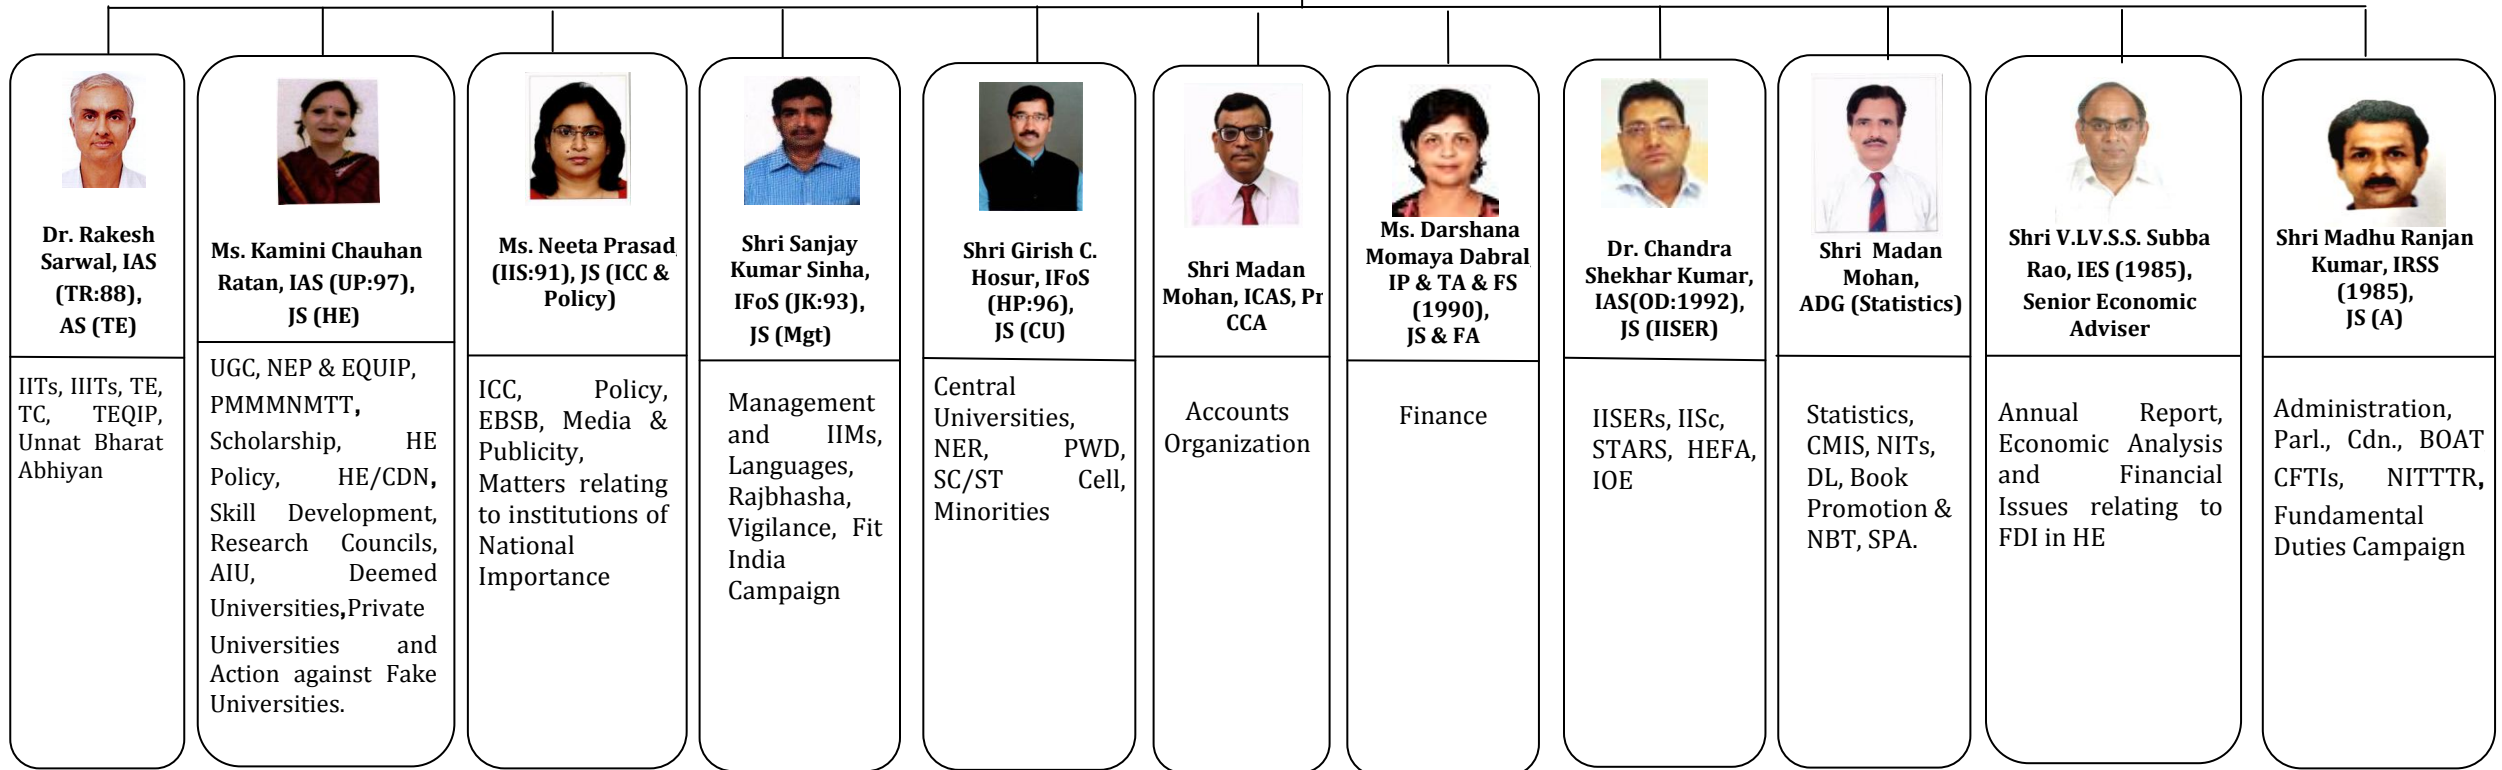 Dr. Rakesh
Sarwal, IAS
(TR:88),
AS (TE)
IITs, IIITs, TE,
TC, TEQIP,
Unnat Bharat
Abhiyan
Ms. Kamini Chauhan
Ratan, IAS (UP:97),
JS (HE)
UGC, NEP & EQUIP,
PMMMNMTT,
Scholarship, HE
Policy, HE/CDN,
Skill Development,
Research Councils,
AIU, Deemed
Universities,Private
Universities and
Action against Fake
Universities.
Ms. Neeta Prasad
(IIS:91), JS (ICC &
Policy)
ICC, Policy,
EBSB, Media &
Publicity,
Matters relating
to institutions of
National
Importance
Shri Sanjay
Kumar Sinha,
IFoS (JK:93),
JS (Mgt)
Management
and IIMs,
Languages,
Rajbhasha,
Vigilance, Fit
India
Campaign
Shri Girish C.
Hosur, IFoS
(HP:96),
JS (CU)
Central
Universities,
NER, PWD,
SC/ST Cell,
Minorities
Shri Madan
Mohan, ICAS, Pr
CCA
Accounts
Organization
Ms. Darshana
Momaya Dabral
IP & TA & FS
(1990),
JS & FA
Finance
Dr. Chandra
Shekhar Kumar,
IAS(OD:1992),
JS (IISER)
IISERs, IISc,
STARS, HEFA,
IOE
Shri Madan
Mohan,
ADG (Statistics)
Statistics,
CMIS, NITs,
DL, Book
Promotion &
NBT, SPA.
Shri V.LV.S.S. Subba
Rao, IES (1985),
Senior Economic
Adviser
Annual Report,
Economic Analysis
and Financial
Issues relating to
FDI in HE
Shri Madhu Ranjan
Kumar, IRSS
(1985),
JS (A)
Administration,
Parl., Cdn., BOAT
CFTIs, NITTTR,
Fundamental
Duties Campaign